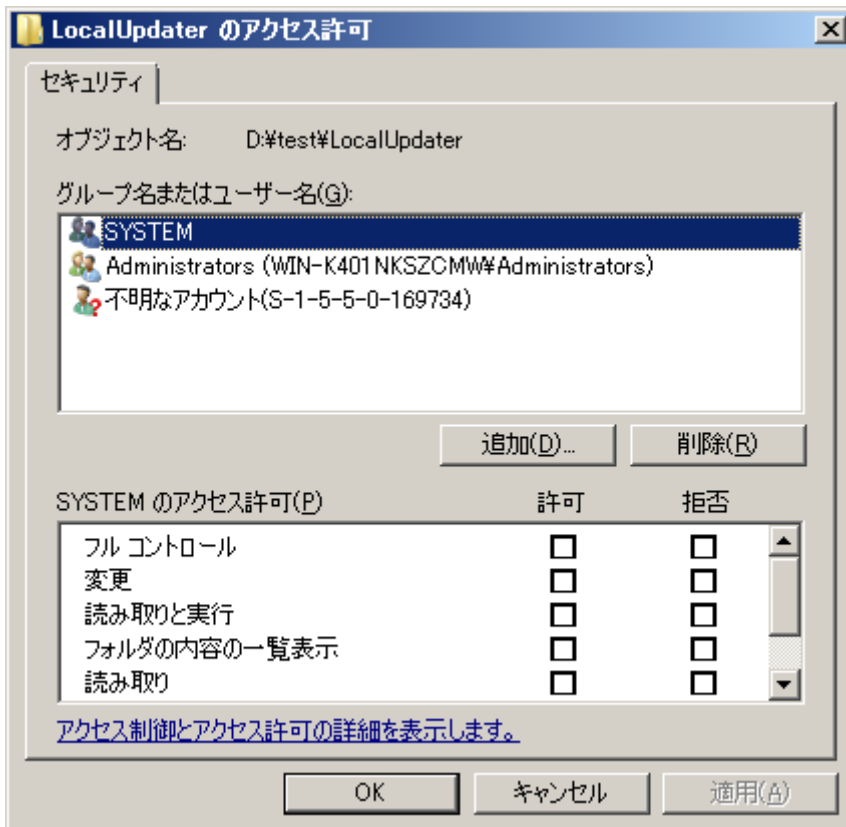 LocalUpdater のアクセス許可
セキュリティ
オブジェクト名: D:¥test¥LocalUpdater
グループ名またはユーザー名(G):
SYSTEM
Administrators (WIN-K401NKSZCMW¥Administrators)
不明なアカウント(S-1-5-5-0-169734)
追加(D)... 削除(R)
SYSTEM のアクセス許可(P) 許可 拒否
フル コントロール
変更
読み取りと実行
フォルダの内容の一覧表示
読み取り
アクセス制御とアクセス許可の詳細を表示します。
OK キャンセル 適用(A)